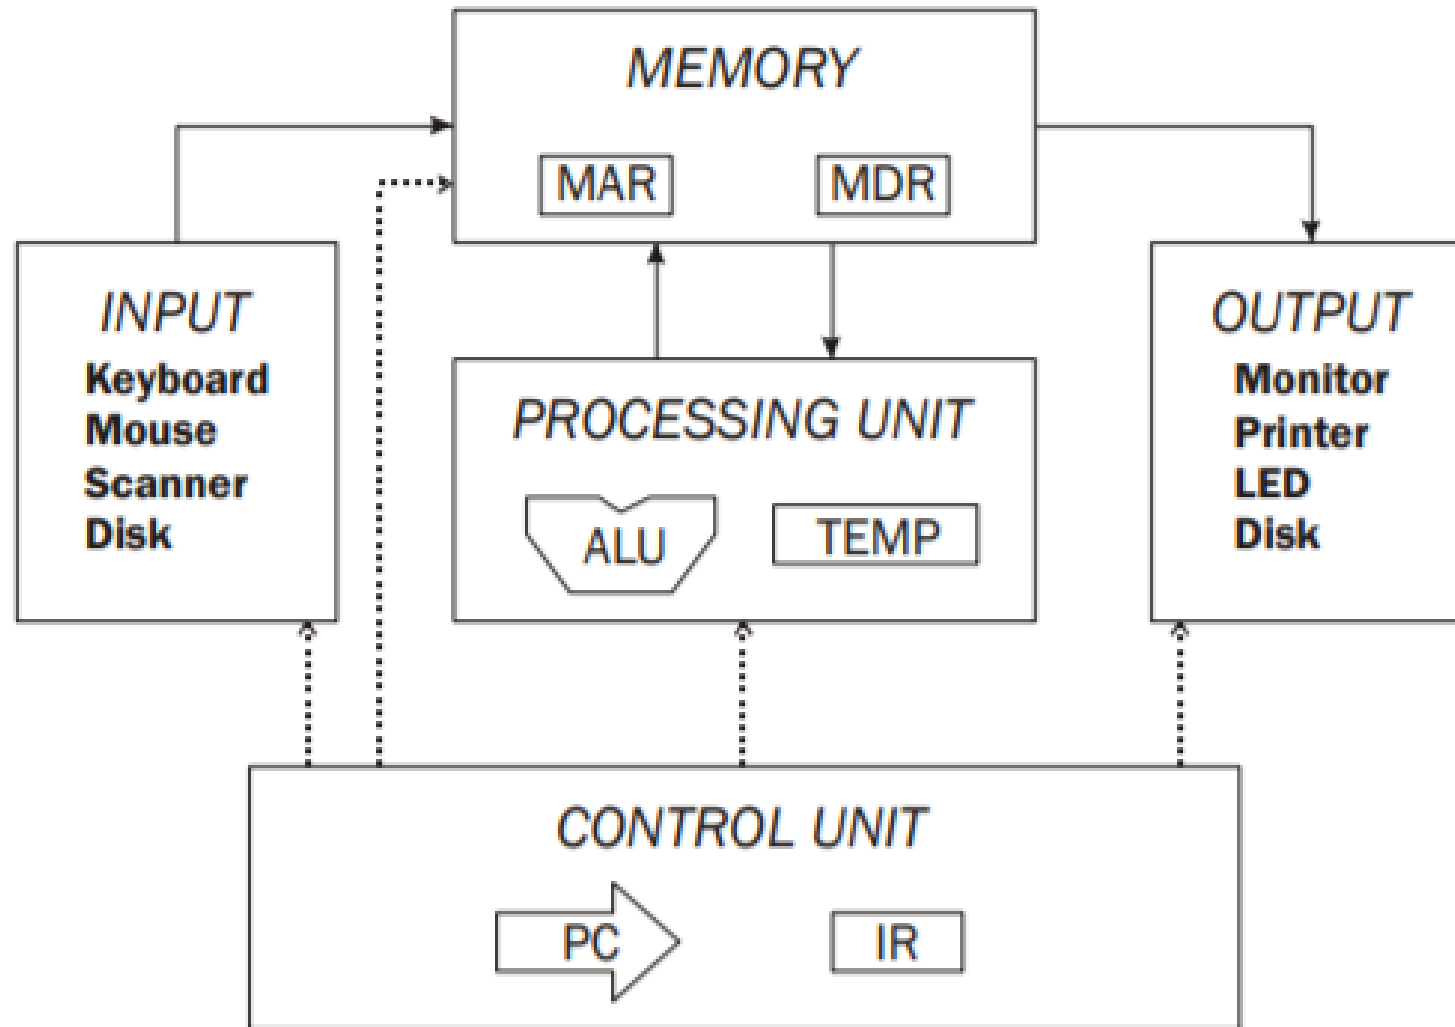 MEMORY
MAR
MDR
INPUT
Keyboard
Mouse
Scanner
Disk
PROCESSING UNIT
ALU
TEMP
OUTPUT
Monitor
Printer
LED
Disk
CONTROL UNIT
PC
IR